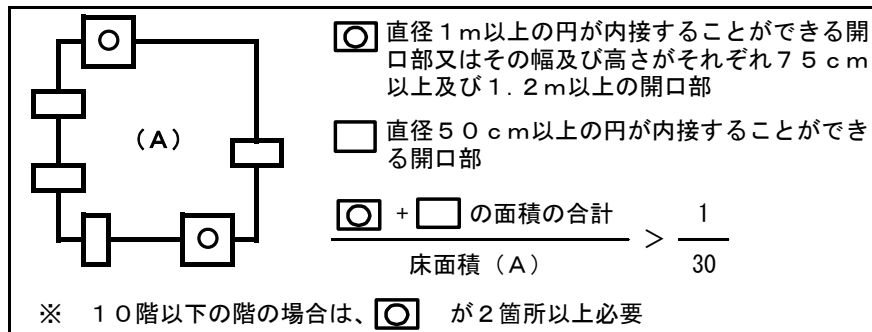 直径１ｍ以上の円が内接することができる開
口部又はその幅及び高さがそれぞれ７５ｃｍ
以上及び１．２ｍ以上の開口部
（Ａ）
直径５０ｃｍ以上の円が内接することができ
る開口部
＋ の面積の合計
床面積（Ａ）
＞
１
30
※ １０階以下の階の場合は、 が２箇所以上必要